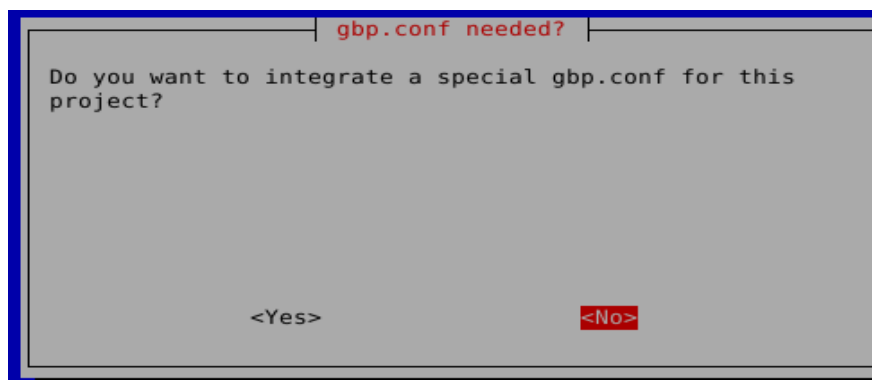 gbp.conf needed?
Do you want to integrate a special gbp.conf for this
project?
<Yes> <No>